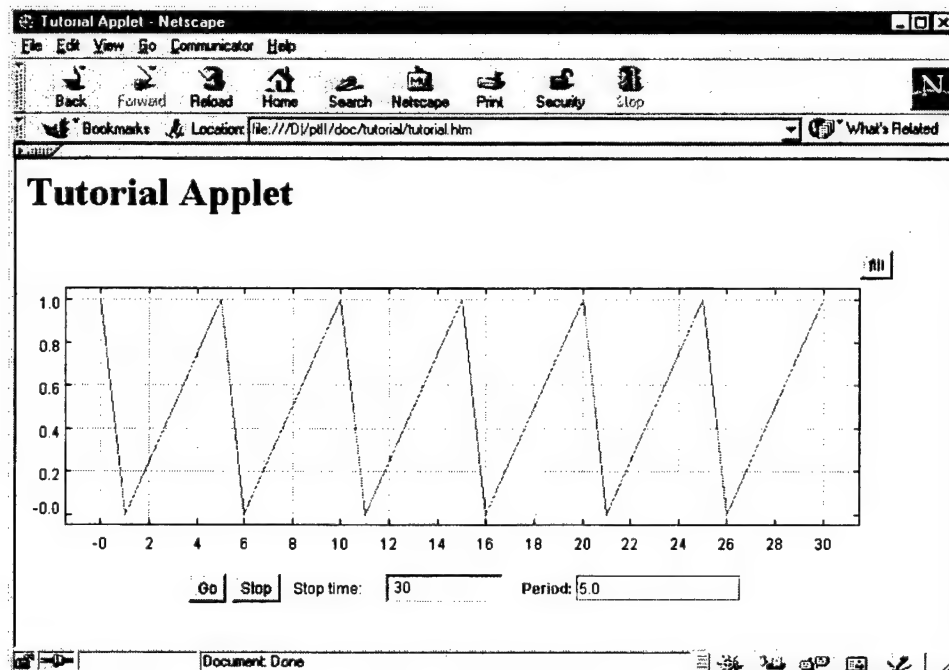 Tutorial Applet - Netscape
File Edit View Go Communicator Help
Back Forward Reload Home Search Netscape Print Security Stop
Bookmarks Location: file:///D|/ptII/doc/tutorial/tutorial.htm What's Related
Tutorial Applet
fill
1.0
0.8
0.6
0.4
0.2
-0.0
-0 2 4 6 8 10 12 14 16 18 20 22 24 26 28 30
Go Stop Stop time: 30 Period: 5.0
Document: Done